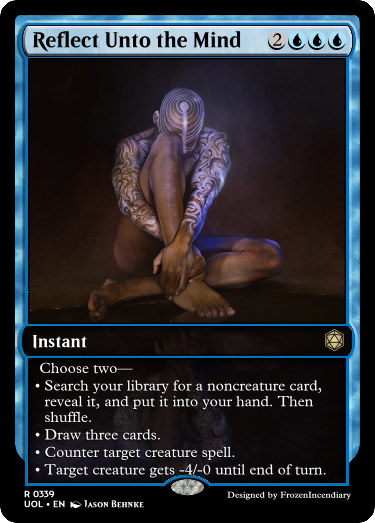 Reflect Unto the Mind 2
Instant
Choose two—
• Search your library for a noncreature card,
reveal it, and put it into your hand. Then
shuffle.
• Draw three cards.
• Counter target creature spell.
• Target creature gets -4/-0 until end of turn.
R 0339
UOL • EN Jason Behnke
Designed by FrozenIncendiary